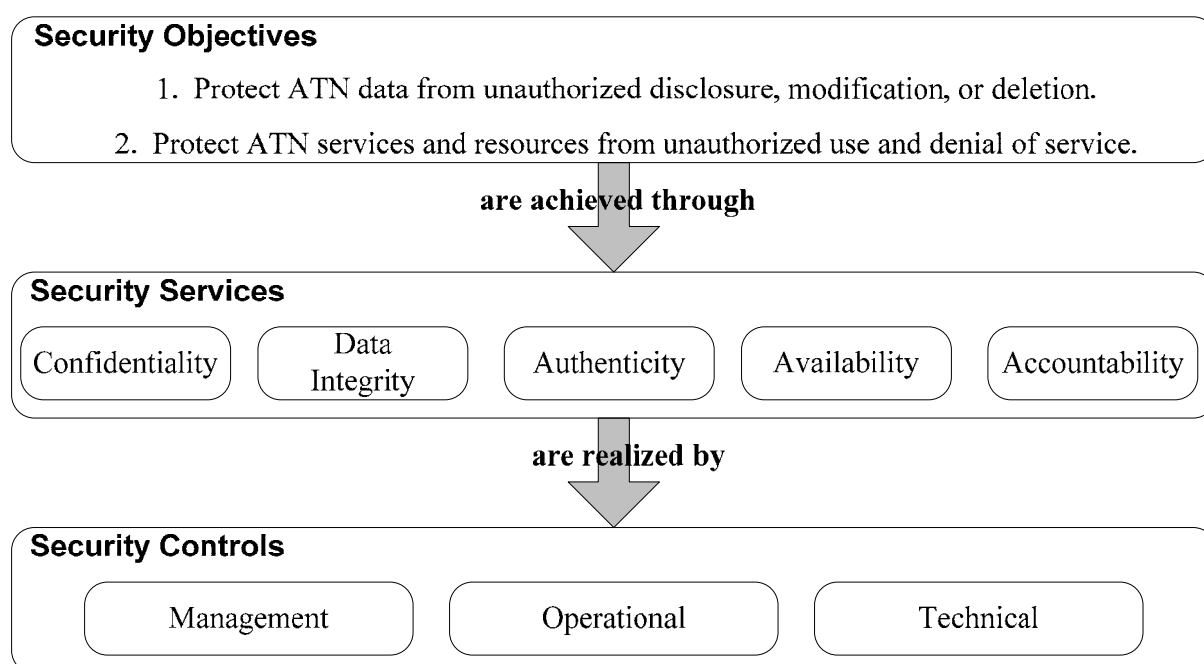 Security Objectives
1. Protect ATN data from unauthorized disclosure, modification, or deletion.
2. Protect ATN services and resources from unauthorized use and denial of service.
are achieved through
Security Services
Confidentiality
Data
Integrity
Authenticity
Availability
Accountability
are realized by
Security Controls
Management
Operational
Technical